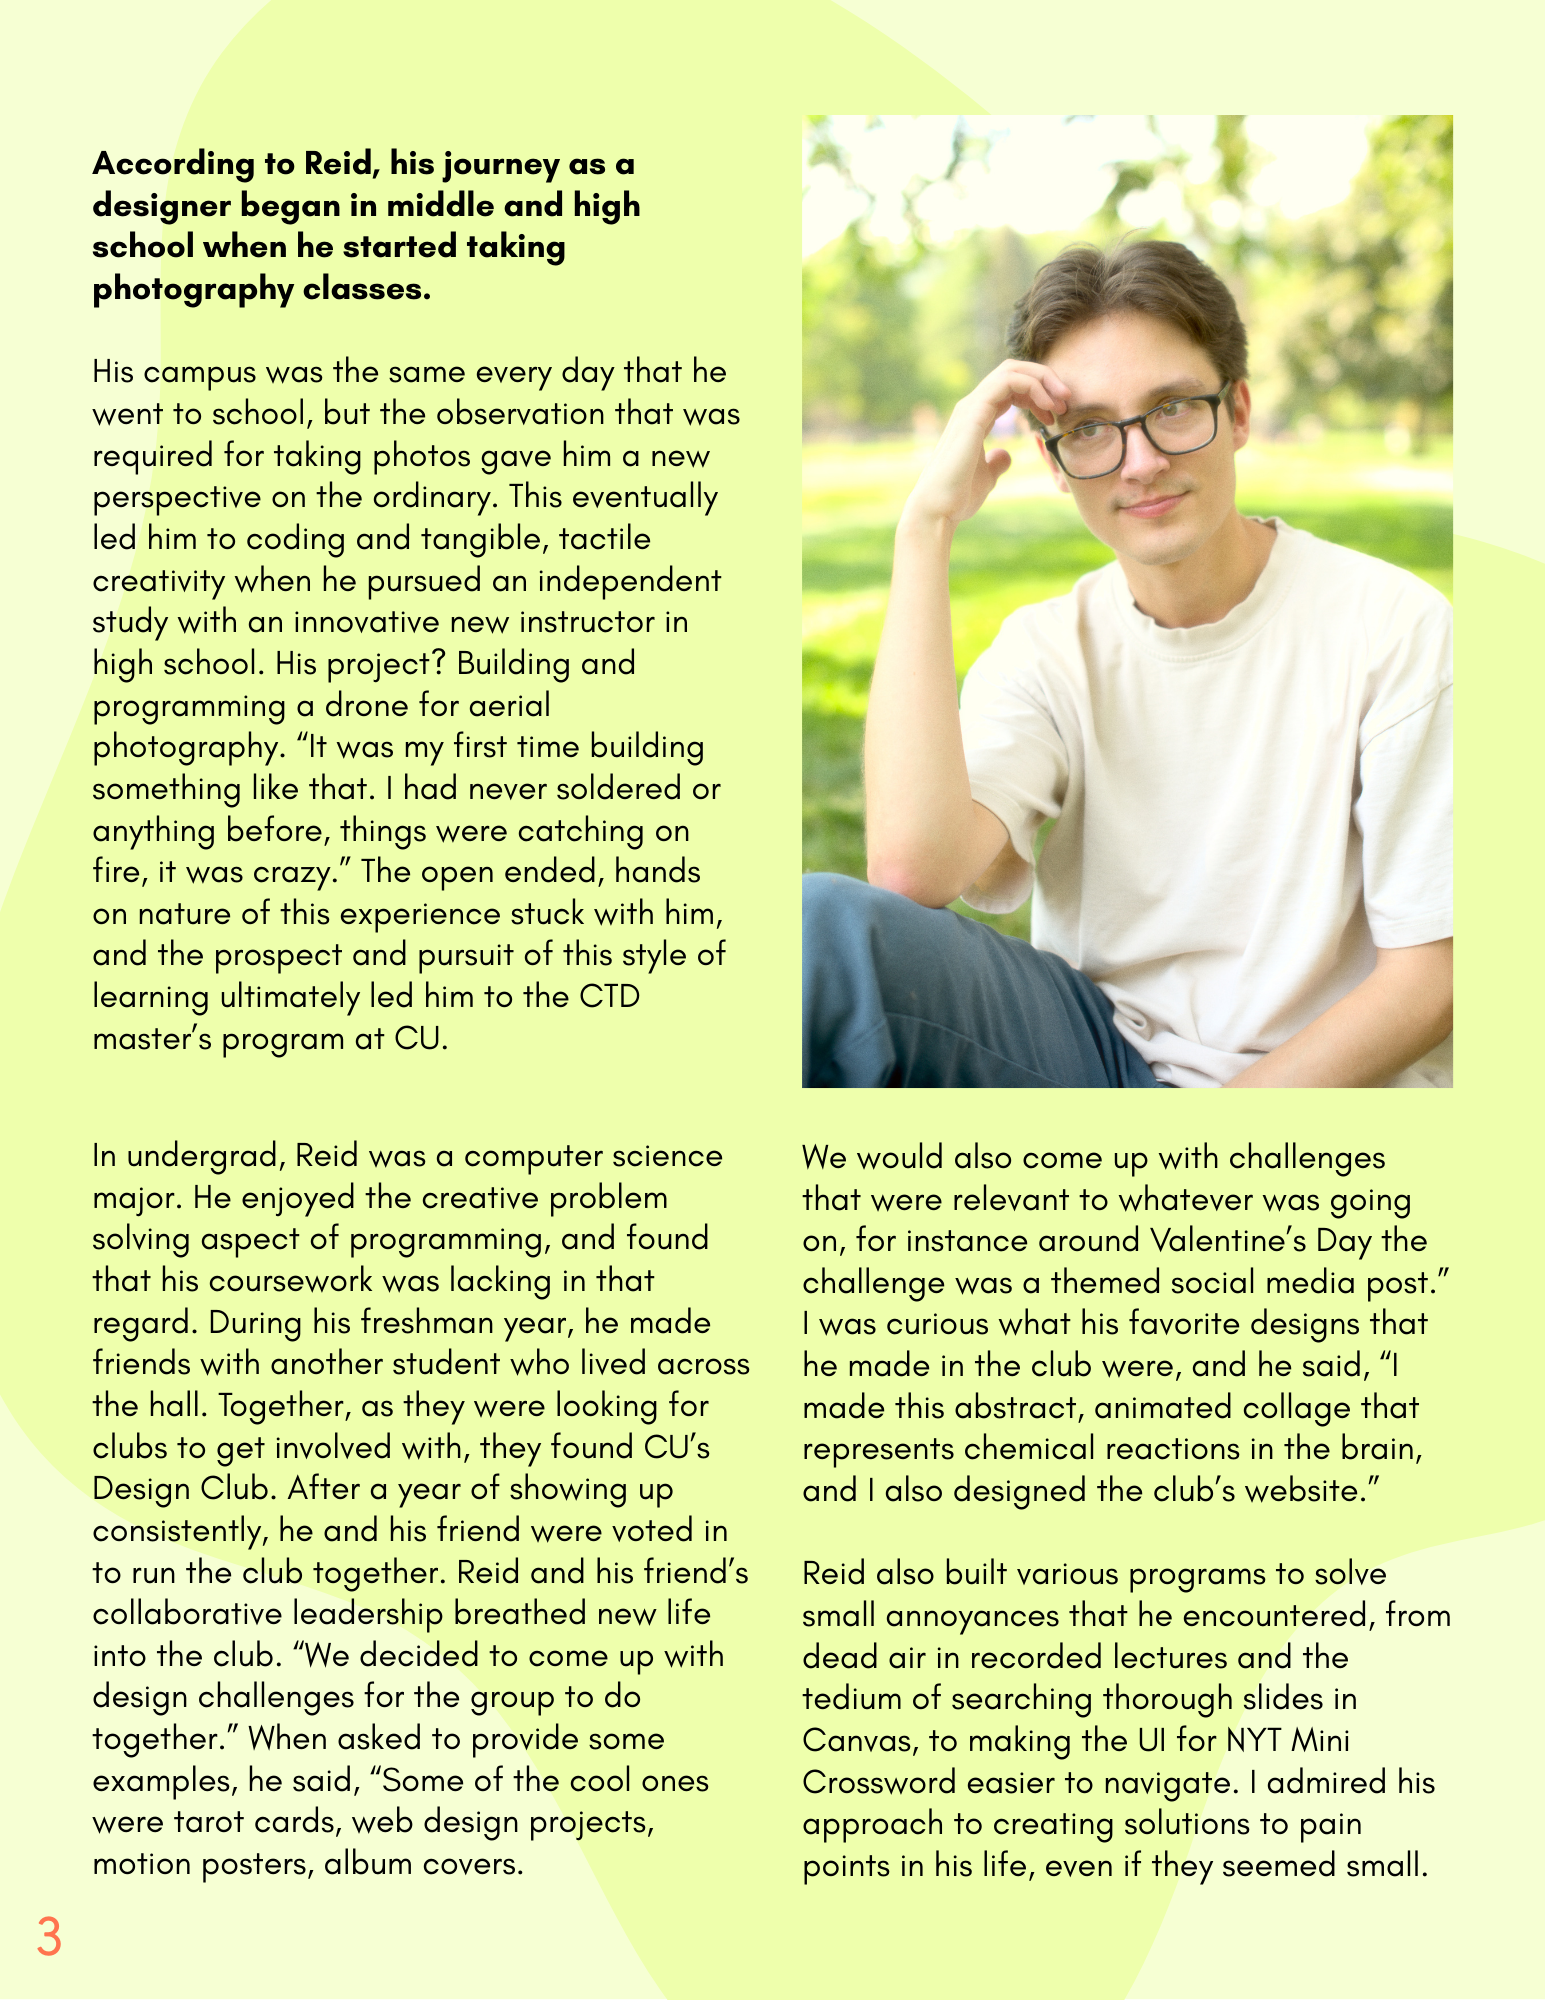 According to Reid, his journey as a
designer began in middle and high
school when he started taking
photography classes.
His campus was the same every day that he
went to school, but the observation that was
required for taking photos gave him a new
perspective on the ordinary. This eventually
led him to coding and tangible, tactile
creativity when he pursued an independent
study with an innovative new instructor in
high school. His project? Building and
programming a drone for aerial
photography. “It was my first time building
something like that. I had never soldered or
anything before, things were catching on
fire, it was crazy.” The open ended, hands
on nature of this experience stuck with him,
and the prospect and pursuit of this style of
learning ultimately led him to the CTD
master’s program at CU.
In undergrad, Reid was a computer science
major. He enjoyed the creative problem
solving aspect of programming, and found
that his coursework was lacking in that
regard. During his freshman year, he made
friends with another student who lived across
the hall. Together, as they were looking for
clubs to get involved with, they found CU’s
Design Club. After a year of showing up
consistently, he and his friend were voted in
to run the club together. Reid and his friend’s
collaborative leadership breathed new life
into the club. “We decided to come up with
design challenges for the group to do
together.” When asked to provide some
examples, he said, “Some of the cool ones
were tarot cards, web design projects,
motion posters, album covers.
We would also come up with challenges
that were relevant to whatever was going
on, for instance around Valentine’s Day the
challenge was a themed social media post.”
I was curious what his favorite designs that
he made in the club were, and he said, “I
made this abstract, animated collage that
represents chemical reactions in the brain,
and I also designed the club’s website.”
Reid also built various programs to solve
small annoyances that he encountered, from
dead air in recorded lectures and the
tedium of searching thorough slides in
Canvas, to making the UI for NYT Mini
Crossword easier to navigate. I admired his
approach to creating solutions to pain
points in his life, even if they seemed small.
3